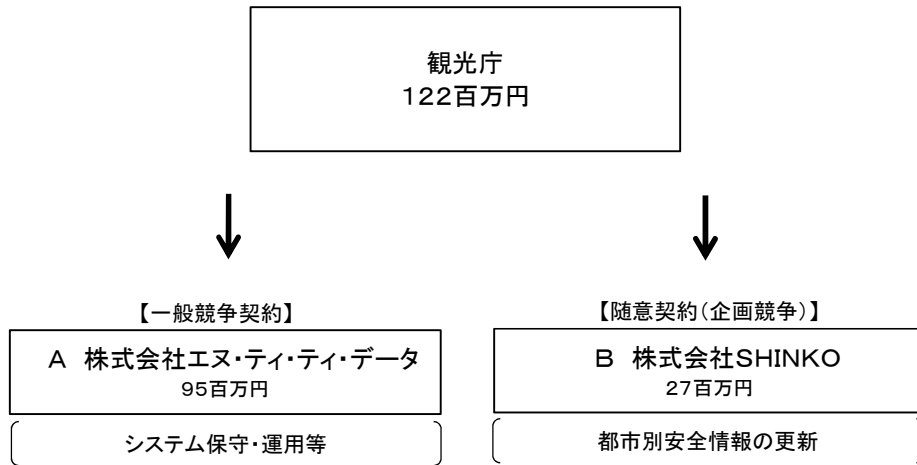 観光庁
122百万円
【一般競争契約】
A 株式会社エヌ・ティ・ティ・データ
95百万円
システム保守・運用等
【随意契約(企画競争)】
B 株式会社SHINKO
27百万円
都市別安全情報の更新